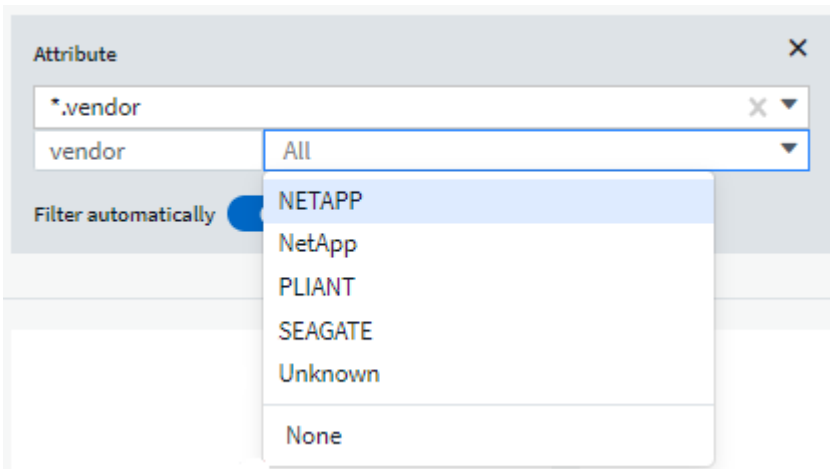 Attribute
*.vendor
vendor All
NETAPP
Filter automatically
NetApp
PLIANT
SEAGATE
Unknown
None